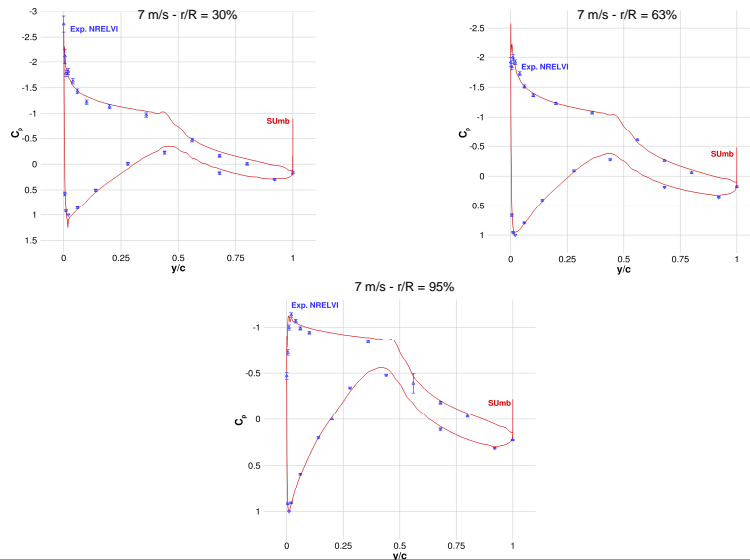 7 m/s - r/R = 30%
-3
Exp. NRELVI
-2.5
-2
-1.5
-1
SUmb
-0.5
Cp
0
0.5
1
1.5
0
0.25
0.5
0.75
1
y/c
7 m/s - r/R = 63%
-2.5
-2
Exp. NRELVI
-1.5
-1
SUmb
-0.5
Cp
0
0.5
1
0
0.25
0.5
0.75
1
y/c
7 m/s - r/R = 95%
Exp. NRELVI
-1
-0.5
SUmb
Cp
0
0.5
1
0
0.25
0.5
0.75
1
y/c